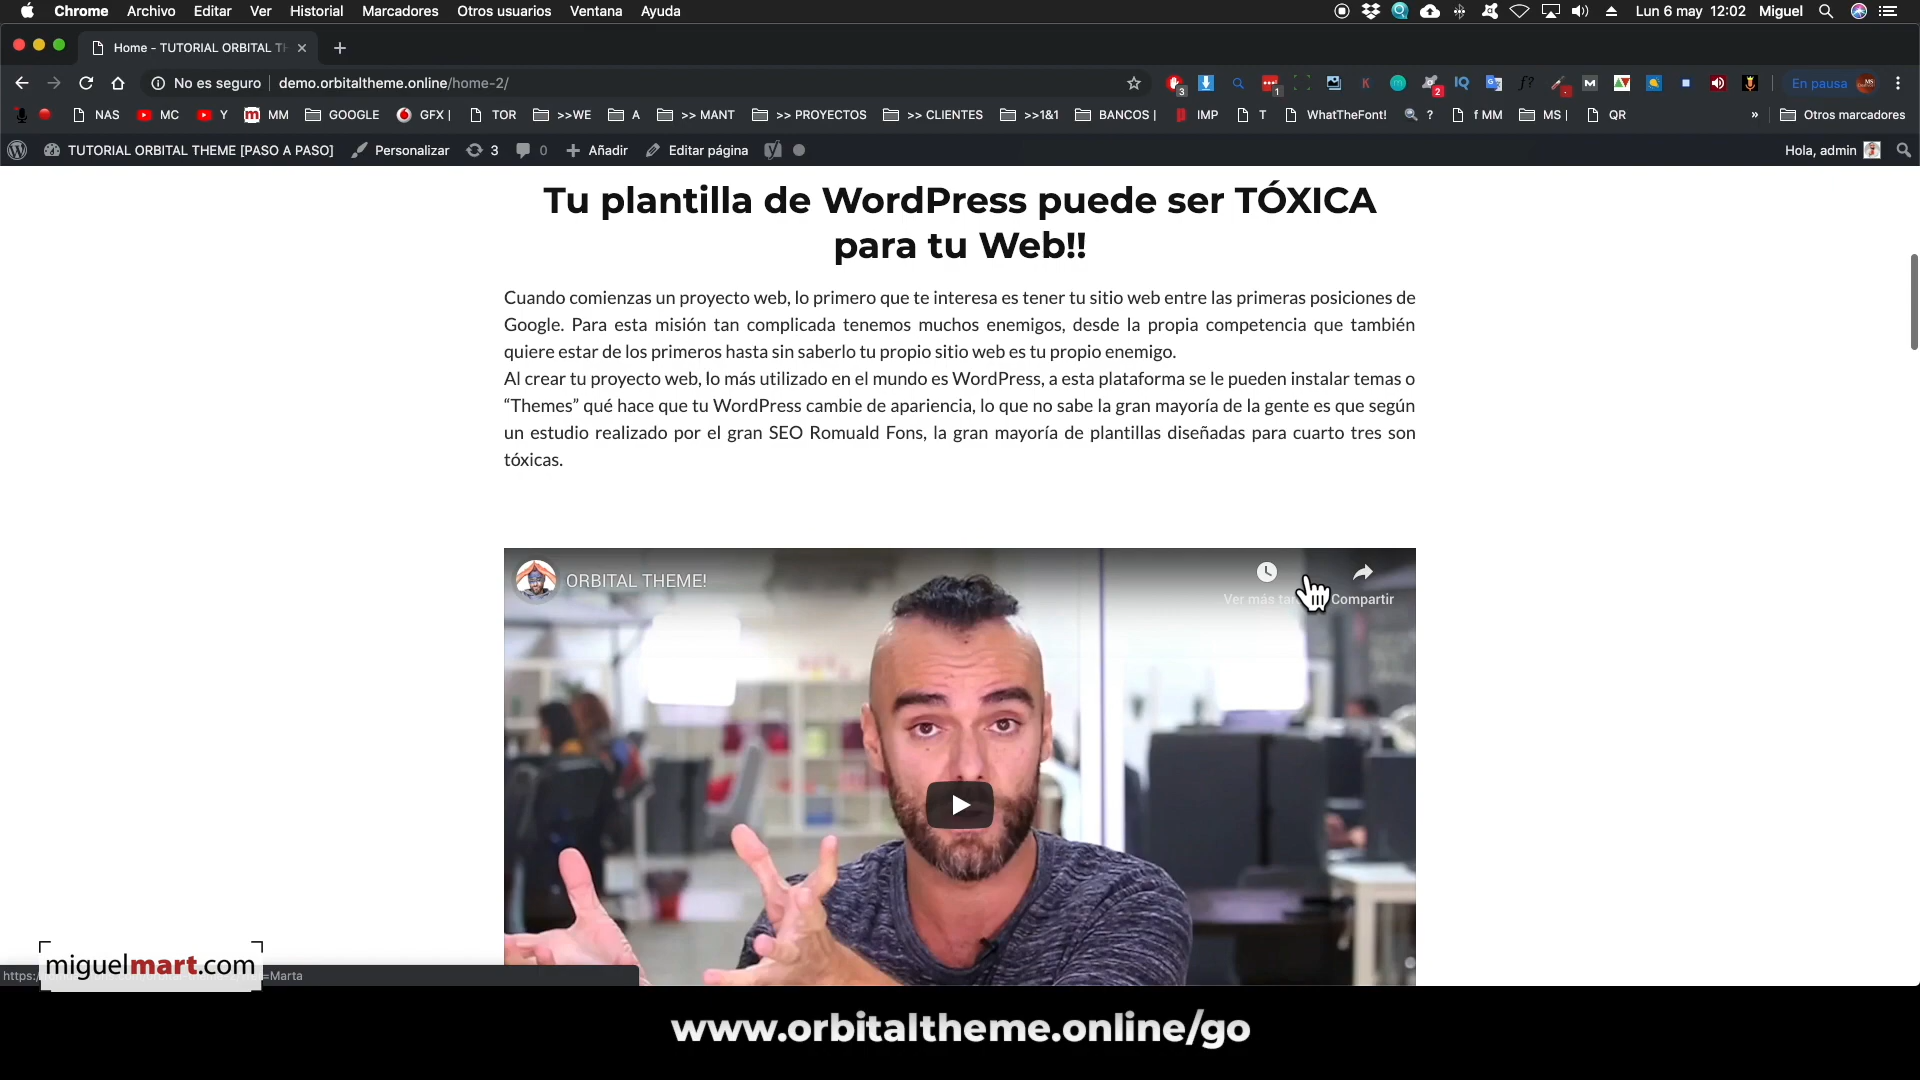 Chrome Archivo Editar Ver Historial Marcadores Otros usuarios Ventana Ayuda Lun 6 may 12:02 Miguel
Home - TUTORIAL ORBITAL TH
No es seguro demo.orbitaltheme.online/home-2/ 3 1 K 2 IQ f? M En pausa
NAS MC Y m MM GOOGLE GFX | TOR >>WE A >> MANT >> PROYECTOS >> CLIENTES >>1&1 BANCOS | IMP T WhatTheFont! ? f MM MS | QR » Otros marcadores
TUTORIAL ORBITAL THEME [PASO A PASO] Personalizar 3 0 Añadir Editar página Hola, admin
Tu plantilla de WordPress puede ser TÓXICA
para tu Web!!
Cuando comienzas un proyecto web, lo primero que te interesa es tener tu sitio web entre las primeras posiciones de
Google. Para esta misión tan complicada tenemos muchos enemigos, desde la propia competencia que también
quiere estar de los primeros hasta sin saberlo tu propio sitio web es tu propio enemigo.
Al crear tu proyecto web, lo más utilizado en el mundo es WordPress, a esta plataforma se le pueden instalar temas o
“Themes” qué hace que tu WordPress cambie de apariencia, lo que no sabe la gran mayoría de la gente es que según
un estudio realizado por el gran SEO Romuald Fons, la gran mayoría de plantillas diseñadas para cuarto tres son
tóxicas.
ORBITAL THEME!
Ver más Compartir
miguelmart.com
https:/ =Marta
www.orbitaltheme.online/go